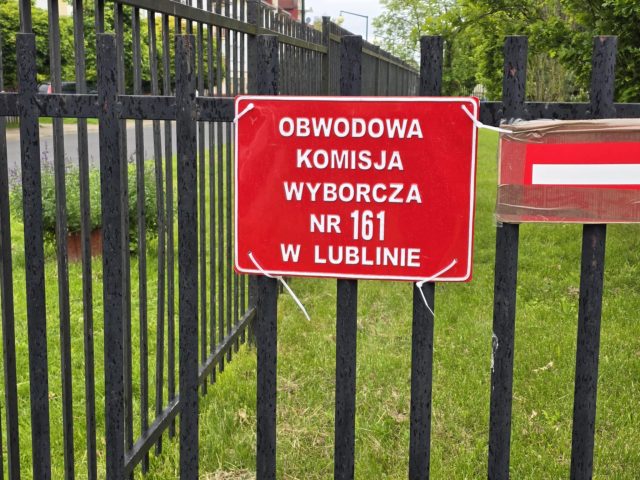 OBWODOWA
KOMISJA
WYBORCZA
NR 161
W LUBLINIE